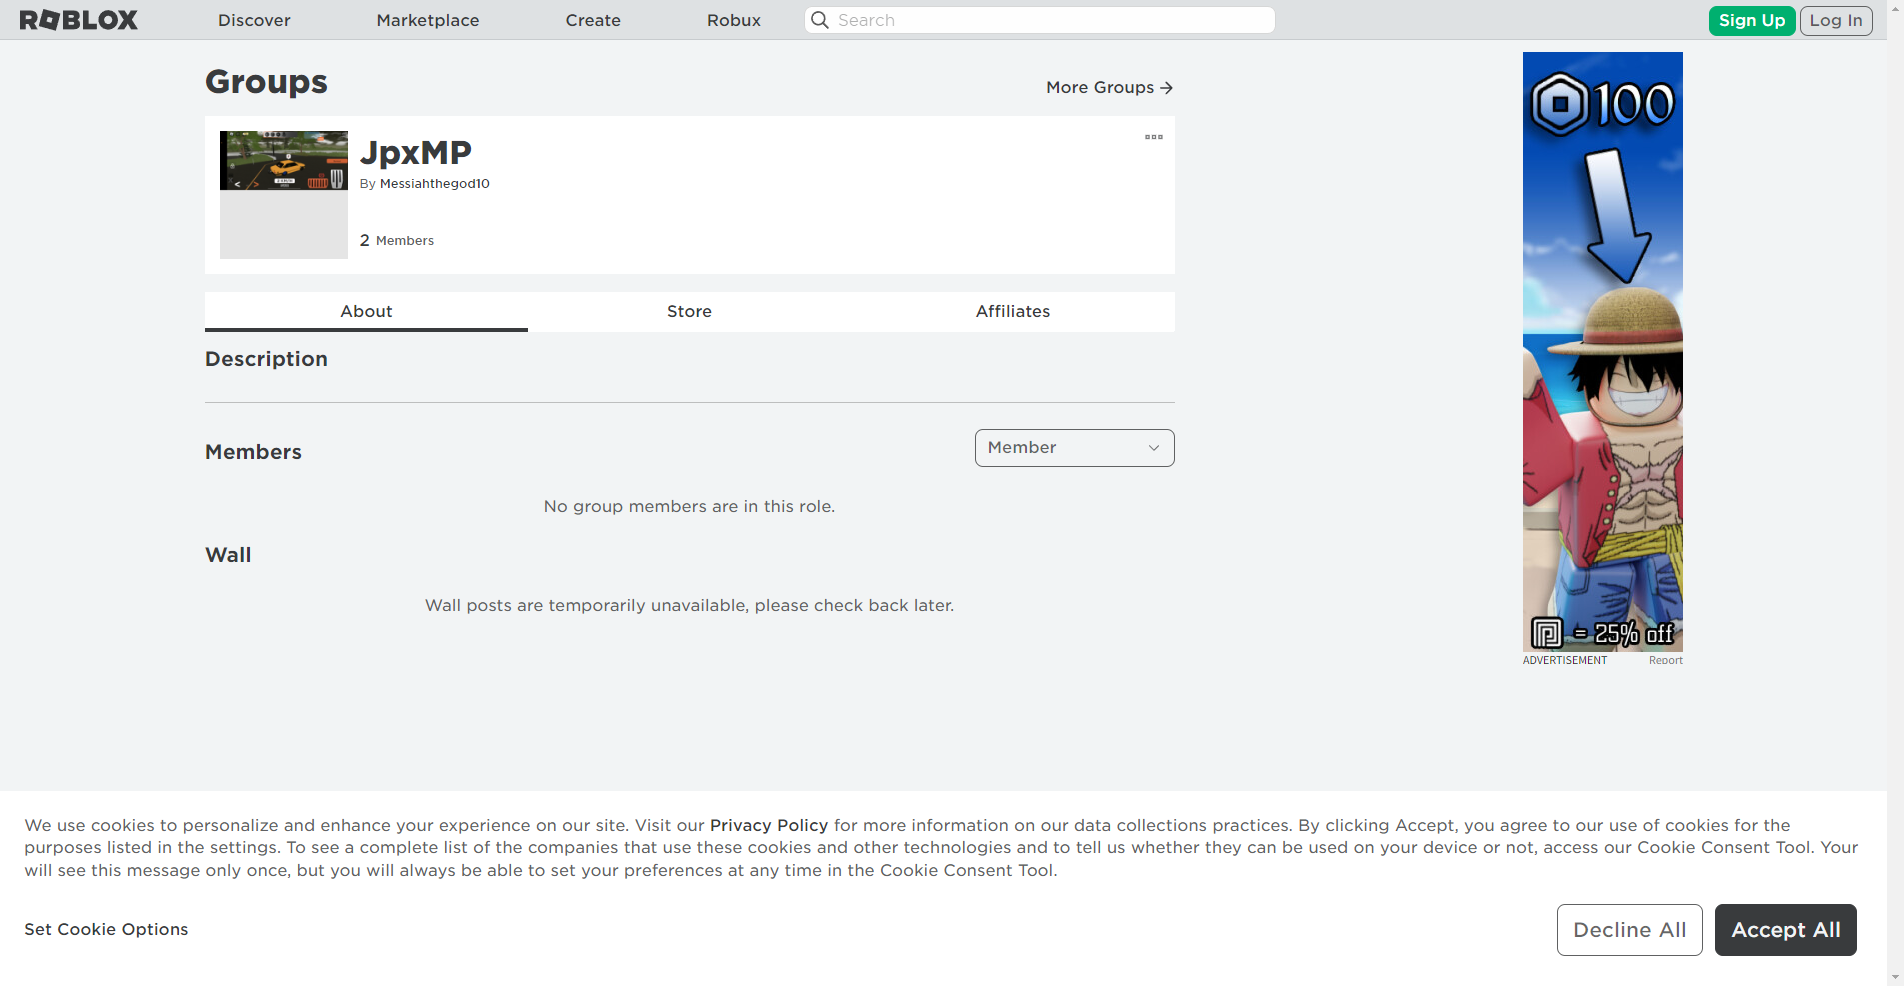 ROBLOX
Discover
Marketplace
Create
Robux
Search
Sign Up
Log In
Groups
More Groups
JpxMP
By Messiahthegod10
2 Members
About
Store
Affiliates
Description
Members
Member
No group members are in this role.
Wall
Wall posts are temporarily unavailable, please check back later.
100
= 25% off
ADVERTISEMENT
Report
We use cookies to personalize and enhance your experience on our site. Visit our Privacy Policy for more information on our data collections practices. By clicking Accept, you agree to our use of cookies for the
purposes listed in the settings. To see a complete list of the companies that use these cookies and other technologies and to tell us whether they can be used on your device or not, access our Cookie Consent Tool. Your
will see this message only once, but you will always be able to set your preferences at any time in the Cookie Consent Tool.
Set Cookie Options
Decline All
Accept All